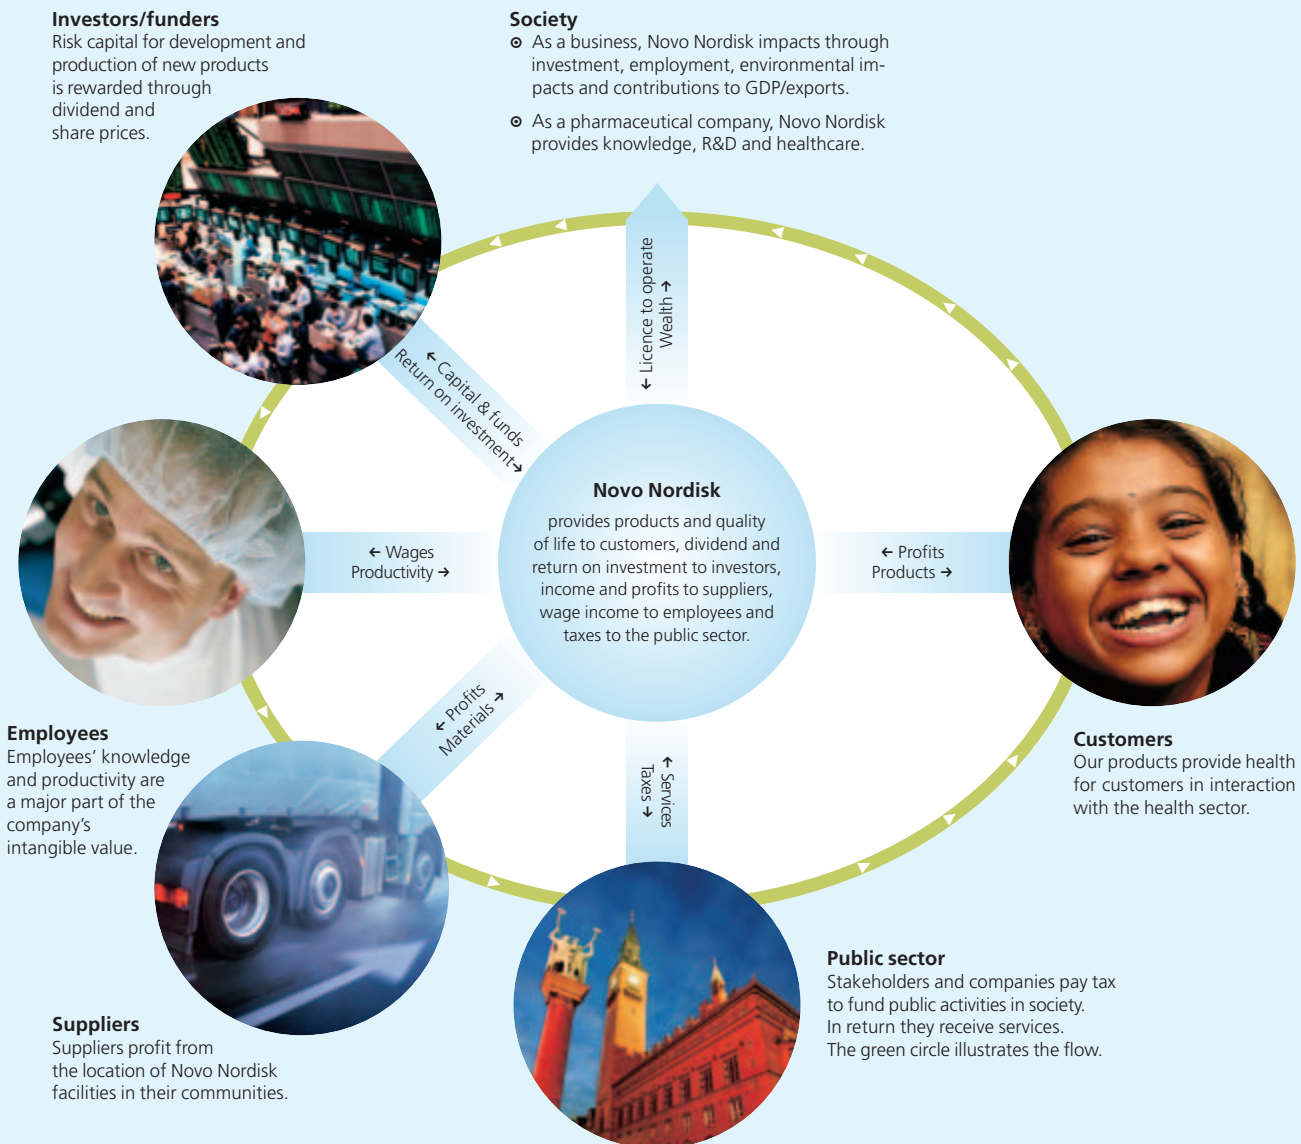 Investors/funders
Risk capital for development and
production of new products
is rewarded through
dividend and
share prices.
Society
As a business, Novo Nordisk impacts through
investment, employment, environmental im-
pacts and contributions to GDP/exports.
As a pharmaceutical company, Novo Nordisk
provides knowledge, R&D and healthcare.
← Licence to operate
Wealth →
← Capital & funds
Return on investment→
Novo Nordisk
provides products and quality
of life to customers, dividend and
return on investment to investors,
income and profits to suppliers,
wage income to employees and
taxes to the public sector.
← Wages
Productivity →
← Profits
Products →
← Profits
Materials →
← Services
Taxes →
Employees
Employees’ knowledge
and productivity are
a major part of the
company’s
intangible value.
Customers
Our products provide health
for customers in interaction
with the health sector.
Public sector
Stakeholders and companies pay tax
to fund public activities in society.
In return they receive services.
The green circle illustrates the flow.
Suppliers
Suppliers profit from
the location of Novo Nordisk
facilities in their communities.